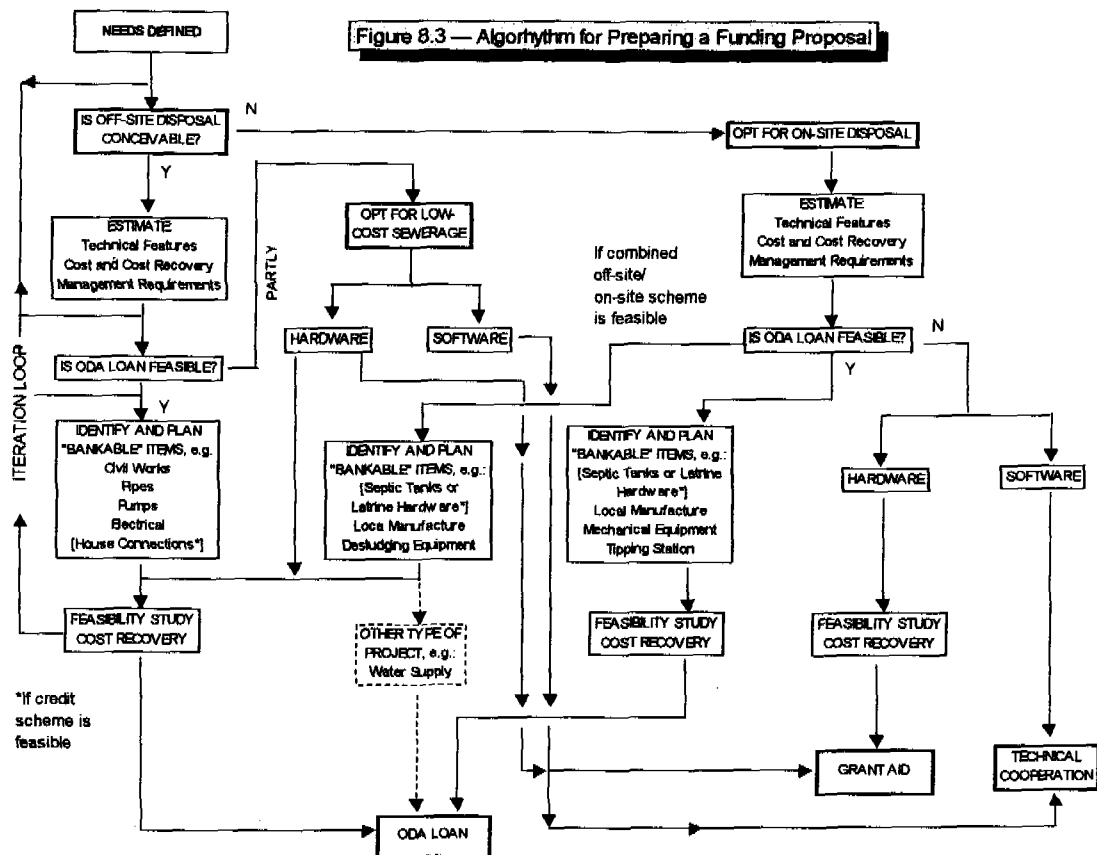 NEEDS DEFINED
Figure 8.3 — Algorhythm for Preparing a Funding Proposal
IS OFF-SITE DISPOSAL
CONCEIVABLE?
N
OPT FOR ON-SITE DISPOSAL
Y
ESTIMATE
Technical Features
Cost and Cost Recovery
Management Requirements
PARTLY
OPT FOR LOW-
COST SEWERAGE
If combined
off-site/
on-site scheme
is feasible
ESTIMATE
Technical Features
Cost and Cost Recovery
Management Requirements
ITERATION LOOP
IS ODA LOAN FEASIBLE?
HARDWARE
SOFTWARE
IS ODA LOAN FEASIBLE?
N
Y
Y
IDENTIFY AND PLAN
"BANKABLE" ITEMS, e.g.
Civil Works
Pipes
Pumps
Electrical
[House Connections*]
IDENTIFY AND PLAN
"BANKABLE" ITEMS, e.g.:
[Septic Tanks or
Latrine Hardware*]
Local Manufacture
Desludging Equipment
IDENTIFY AND PLAN
"BANKABLE" ITEMS, e.g.:
[Septic Tanks or Latrine
Hardware*]
Local Manufacture
Mechanical Equipment
Tipping Station
HARDWARE
SOFTWARE
FEASIBILITY STUDY
COST RECOVERY
OTHER TYPE OF
PROJECT, e.g.:
Water Supply
FEASIBILITY STUDY
COST RECOVERY
FEASIBILITY STUDY
COST RECOVERY
*If credit
scheme is
feasible
GRANT AID
TECHNICAL
COOPERATION
ODA LOAN